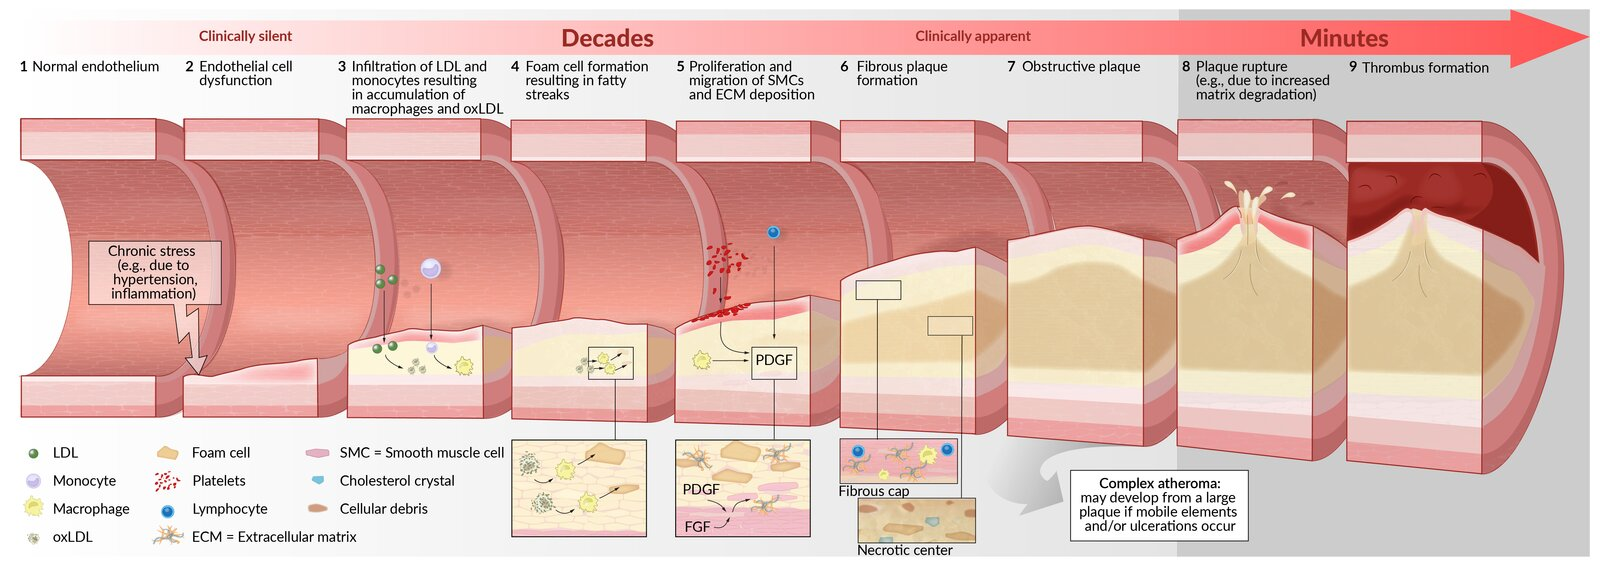 Clinically silent
Decades
Clinically apparent
Minutes
1 Normal endothelium
2 Endothelial cell
dysfunction
3 Infiltration of LDL and
monocytes resulting
in accumulation of
macrophages and oxLDL
4 Foam cell formation
resulting in fatty
streaks
5 Proliferation and
migration of SMCs
and ECM deposition
6 Fibrous plaque
formation
7 Obstructive plaque
8 Plaque rupture
(e.g., due to increased
matrix degradation)
9 Thrombus formation
Chronic stress
(e.g., due to
hypertension,
inflammation)
PDGF
LDL
Monocyte
Macrophage
oxLDL
Foam cell
Platelets
Lymphocyte
ECM = Extracellular matrix
SMC = Smooth muscle cell
Cholesterol crystal
Cellular debris
PDGF
FGF
Fibrous cap
Necrotic center
Complex atheroma:
may develop from a large
plaque if mobile elements
and/or ulcerations occur